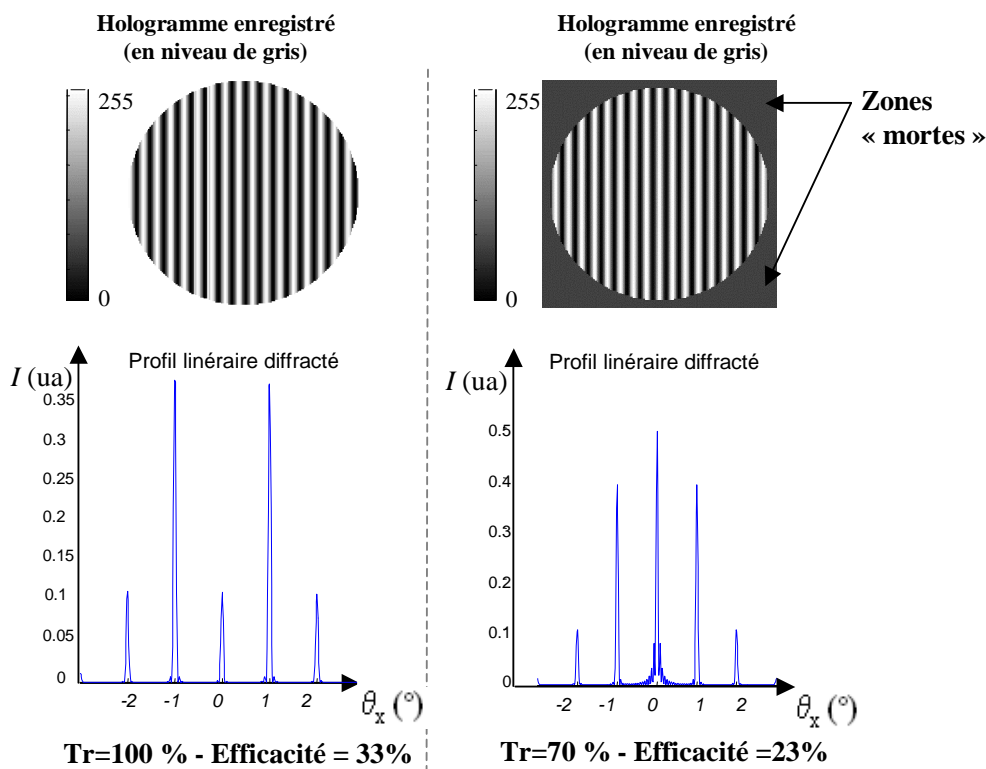 Hologramme enregistré
(en niveau de gris)
255
0
Profil linéraire diffracté
I (ua)
0.35
0.3
0.25
0.2
0.15
0.1
0.05
0
-2 -1 0 1 2
θx (°)
Tr=100 % - Efficacité = 33%
Hologramme enregistré
(en niveau de gris)
255
0
Zones
« mortes »
Profil linéraire diffracté
I (ua)
0.5
0.4
0.3
0.2
0.1
0
-2 -1 0 1 2
θx (°)
Tr=70 % - Efficacité =23%